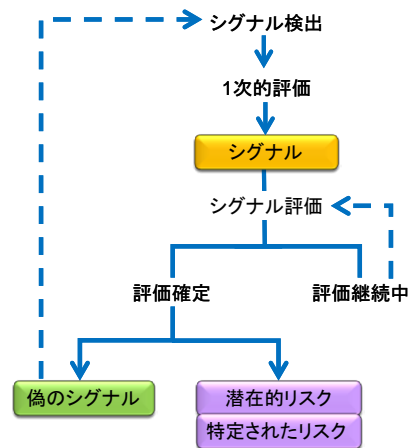 シグナル検出
1次的評価
シグナル
シグナル評価
評価確定
評価継続中
偽のシグナル
潜在的リスク
特定されたリスク